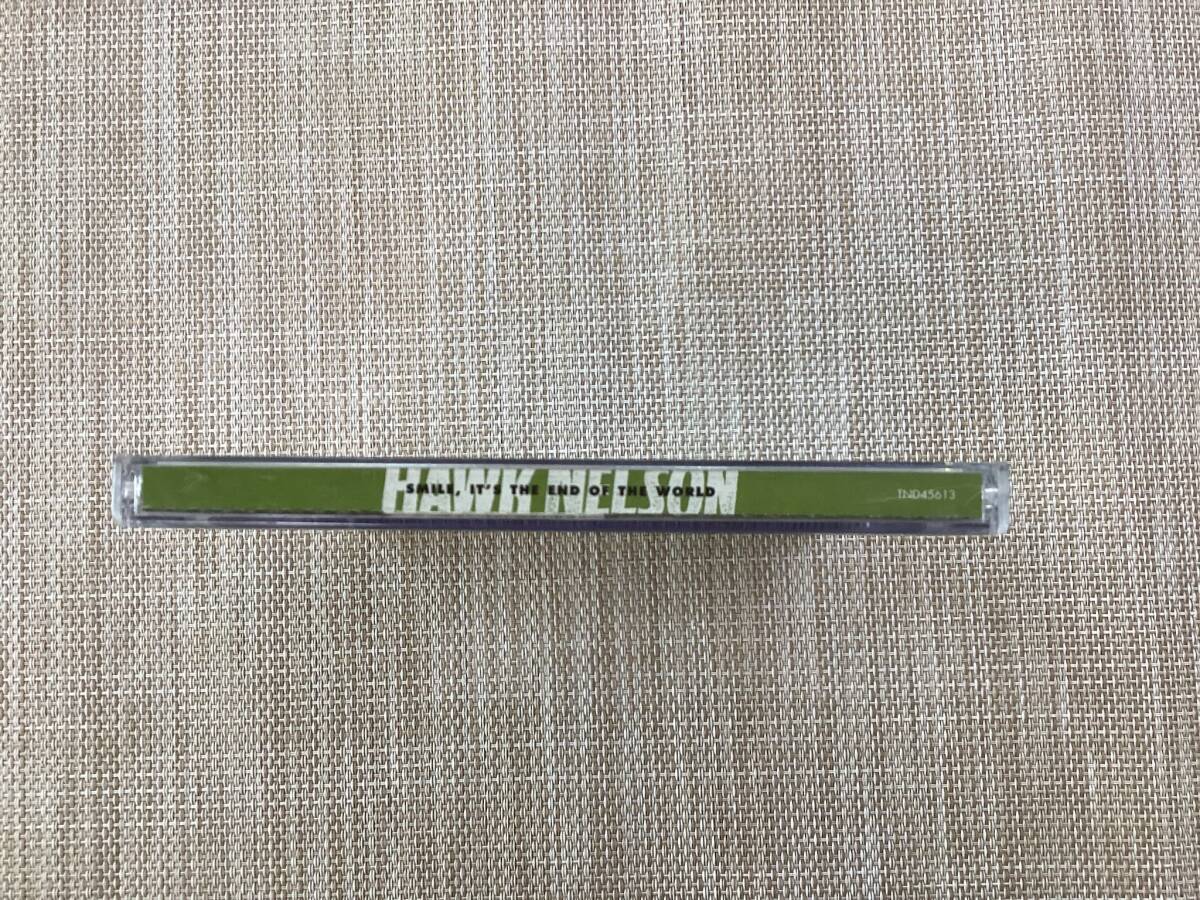 HAWK NELSON
SMILE, IT'S THE END OF THE WORLD
TND45613